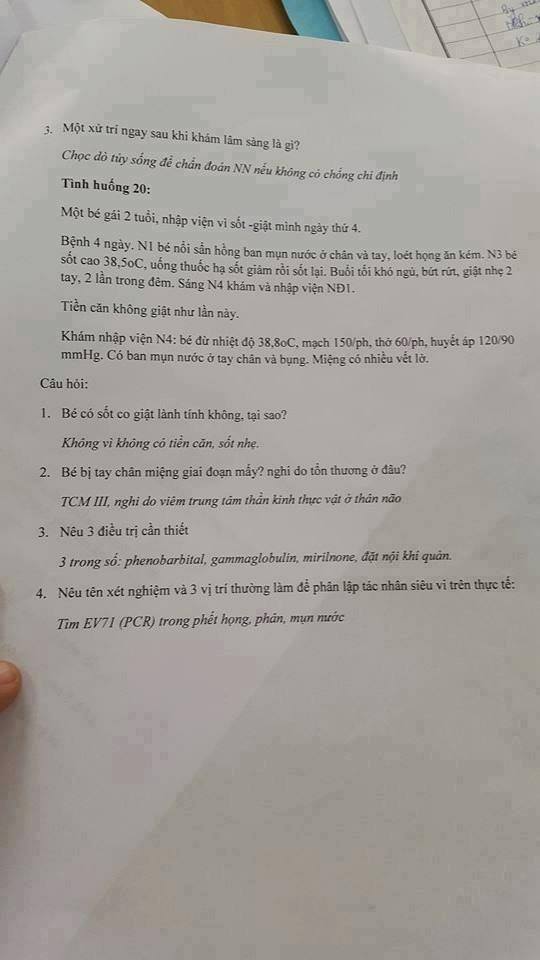 3. Một xử trí ngay sau khi khám lâm sàng là gì?
Chọc dò tủy sống để chẩn đoán NN nếu không có chống chỉ định
Tình huống 20:
Một bé gái 2 tuổi, nhập viện vì sốt -giật mình ngày thứ 4.
Bệnh 4 ngày. N1 bé nổi sẩn hồng ban mụn nước ở chân và tay, loét họng ăn kém. N3 bé
sốt cao 38,5oC, uống thuốc hạ sốt giảm rồi sốt lại. Buổi tối khó ngủ, bứt rứt, giật nhẹ 2
tay, 2 lần trong đêm. Sáng N4 khám và nhập viện NĐ1.
Tiền căn không giật như lần này.
Khám nhập viện N4: bé đừ nhiệt độ 38,8oC, mạch 150/ph, thở 60/ph, huyết áp 120/90
mmHg. Có ban mụn nước ở tay chân và bụng. Miệng có nhiều vết lở.
Câu hỏi:
1. Bé có sốt co giật lành tính không, tại sao?
Không vì không có tiền căn, sốt nhẹ.
2. Bé bị tay chân miệng giai đoạn mấy? nghi do tổn thương ở đâu?
TCM III, nghi do viêm trung tâm thần kinh thực vật ở thân não
3. Nêu 3 điều trị cần thiết
3 trong số: phenobarbital, gammaglobulin, mirilnone, đặt nội khí quản.
4. Nêu tên xét nghiệm và 3 vị trí thường làm để phân lập tác nhân siêu vi trên thực tế:
Tìm EV71 (PCR) trong phết họng, phân, mụn nước